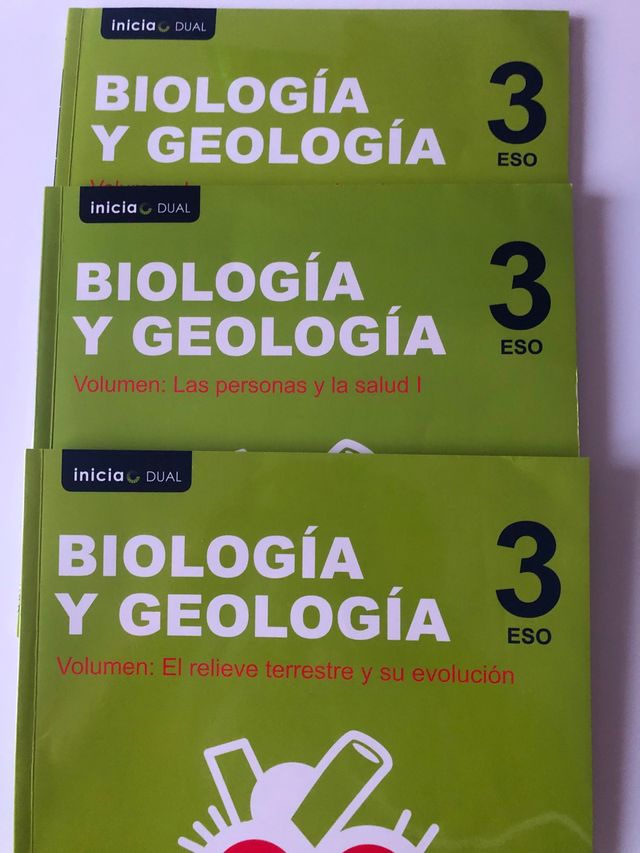 inicia DUAL
BIOLOGÍA
Y GEOLOGÍA
3
ESO
inicia DUAL
BIOLOGÍA
Y GEOLOGÍA
3
ESO
Volumen: Las personas y la salud I
inicia DUAL
BIOLOGÍA
Y GEOLOGÍA
3
ESO
Volumen: El relieve terrestre y su evolución